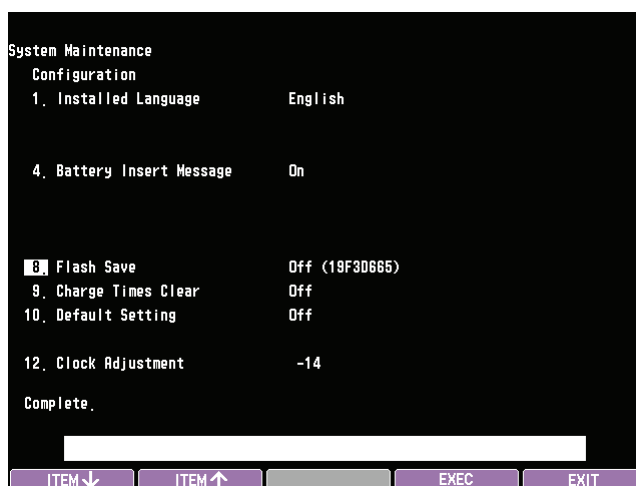 System Maintenance
Configuration
1. Installed Language English
4. Battery Insert Message On
8. Flash Save Off (19F3D665)
9. Charge Times Clear Off
10. Default Setting Off
12. Clock Adjustment -14
Complete.
ITEM↓ ITEM↑ EXEC EXIT